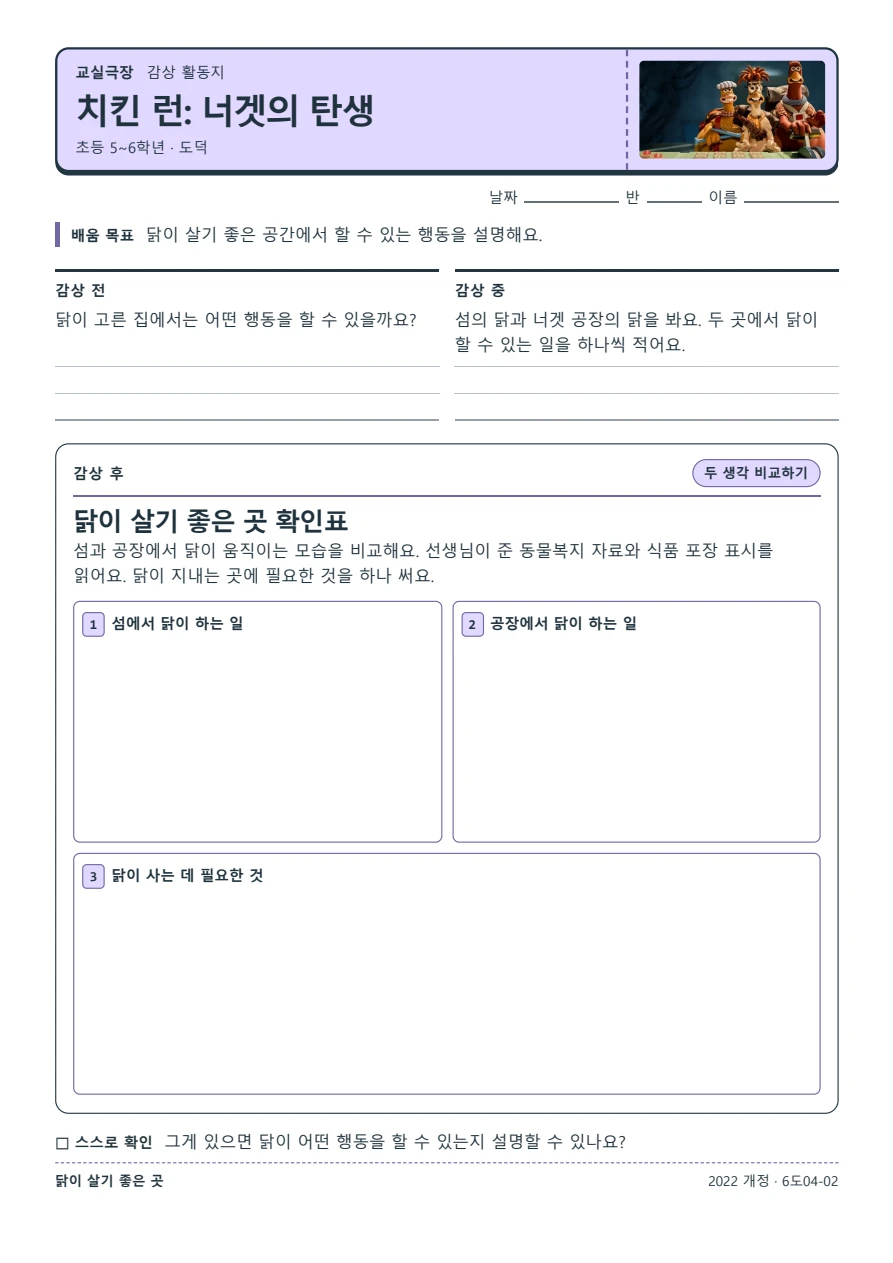 교실극장 감상 활동지
치킨 런: 너겟의 탄생
초등 5~6학년 · 도덕
날짜 반 이름
배움 목표 닭이 살기 좋은 공간에서 할 수 있는 행동을 설명해요.
감상 전
닭이 고른 집에서는 어떤 행동을 할 수 있을까요?
감상 중
섬의 닭과 너겟 공장의 닭을 봐요. 두 곳에서 닭이
할 수 있는 일을 하나씩 적어요.
감상 후
두 생각 비교하기
닭이 살기 좋은 곳 확인표
섬과 공장에서 닭이 움직이는 모습을 비교해요. 선생님이 준 동물복지 자료와 식품 포장 표시를
읽어요. 닭이 지내는 곳에 필요한 것을 하나 써요.
1 섬에서 닭이 하는 일
2 공장에서 닭이 하는 일
3 닭이 사는 데 필요한 것
□ 스스로 확인 그게 있으면 닭이 어떤 행동을 할 수 있는지 설명할 수 있나요?
닭이 살기 좋은 곳
2022 개정 · 6도04-02